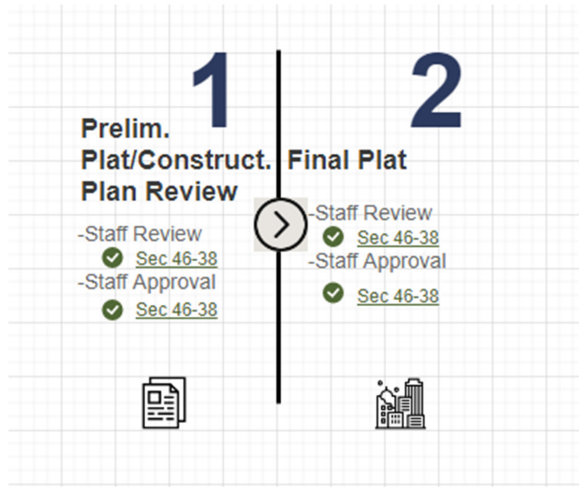 1
Prelim.
Plat/Construct.
Plan Review
-Staff Review
Sec 46-38
-Staff Approval
Sec 46-38
2
Final Plat
-Staff Review
Sec 46-38
-Staff Approval
Sec 46-38